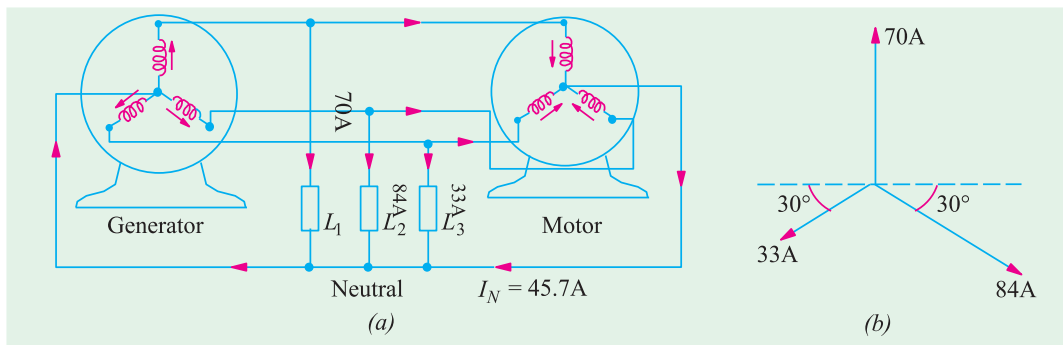 70A
84A
33A
L1
L2
L3
Generator
Motor
Neutral
IN = 45.7A
(a)
70A
30°
30°
33A
84A
(b)